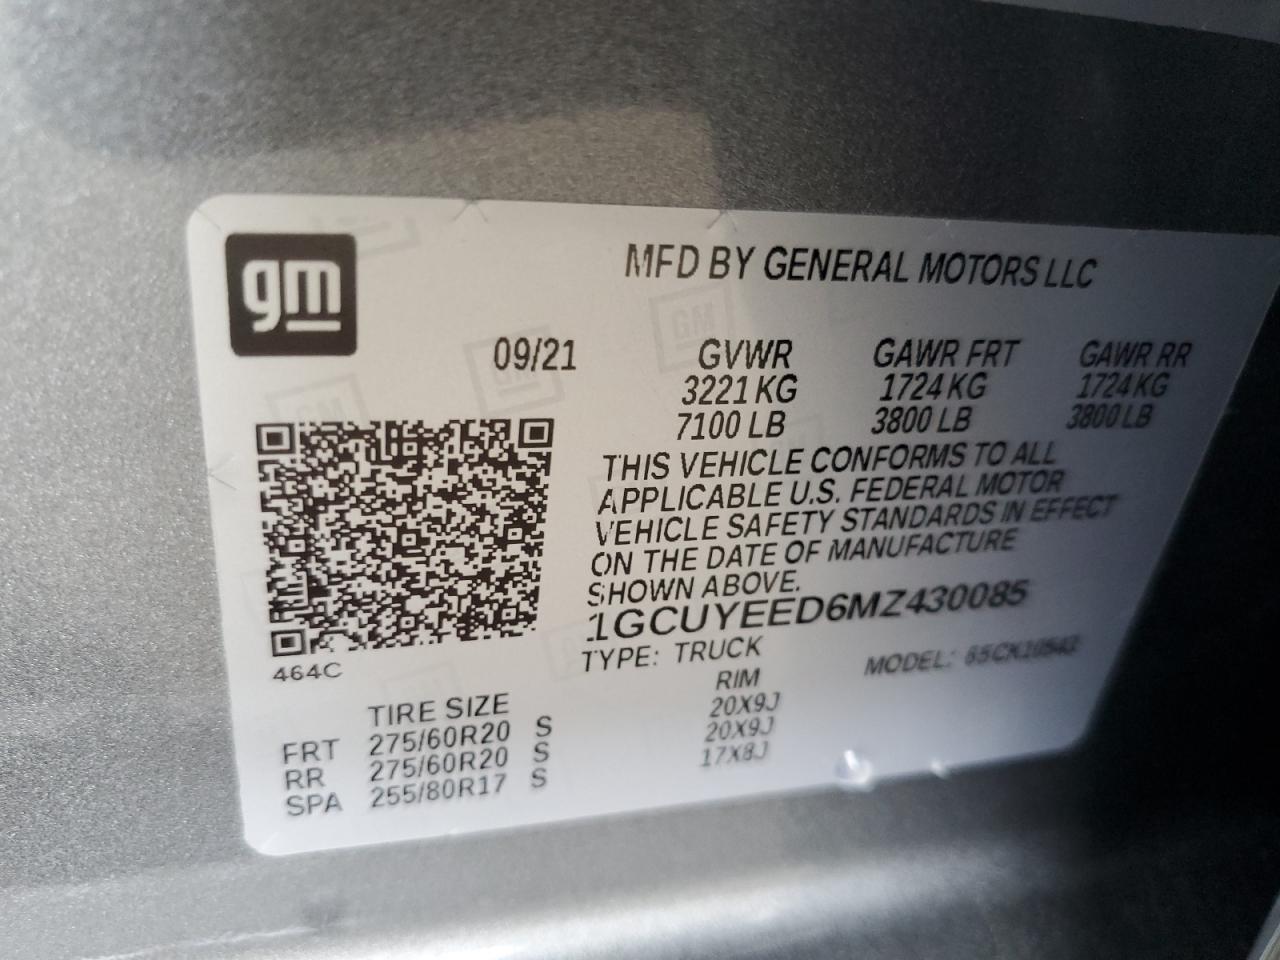 gm
MFD BY GENERAL MOTORS LLC
09/21 GVWR GAWR FRT GAWR RR
3221 KG 1724 KG 1724 KG
7100 LB 3800 LB 3800 LB
THIS VEHICLE CONFORMS TO ALL
APPLICABLE U.S. FEDERAL MOTOR
VEHICLE SAFETY STANDARDS IN EFFECT
ON THE DATE OF MANUFACTURE
SHOWN ABOVE.
1GCUYEED6MZ430085
464C
TYPE: TRUCK MODEL:
TIRE SIZE RIM
FRT 275/60R20 S 20X9J
RR 275/60R20 S 20X9J
SPA 255/80R17 S 17X8J